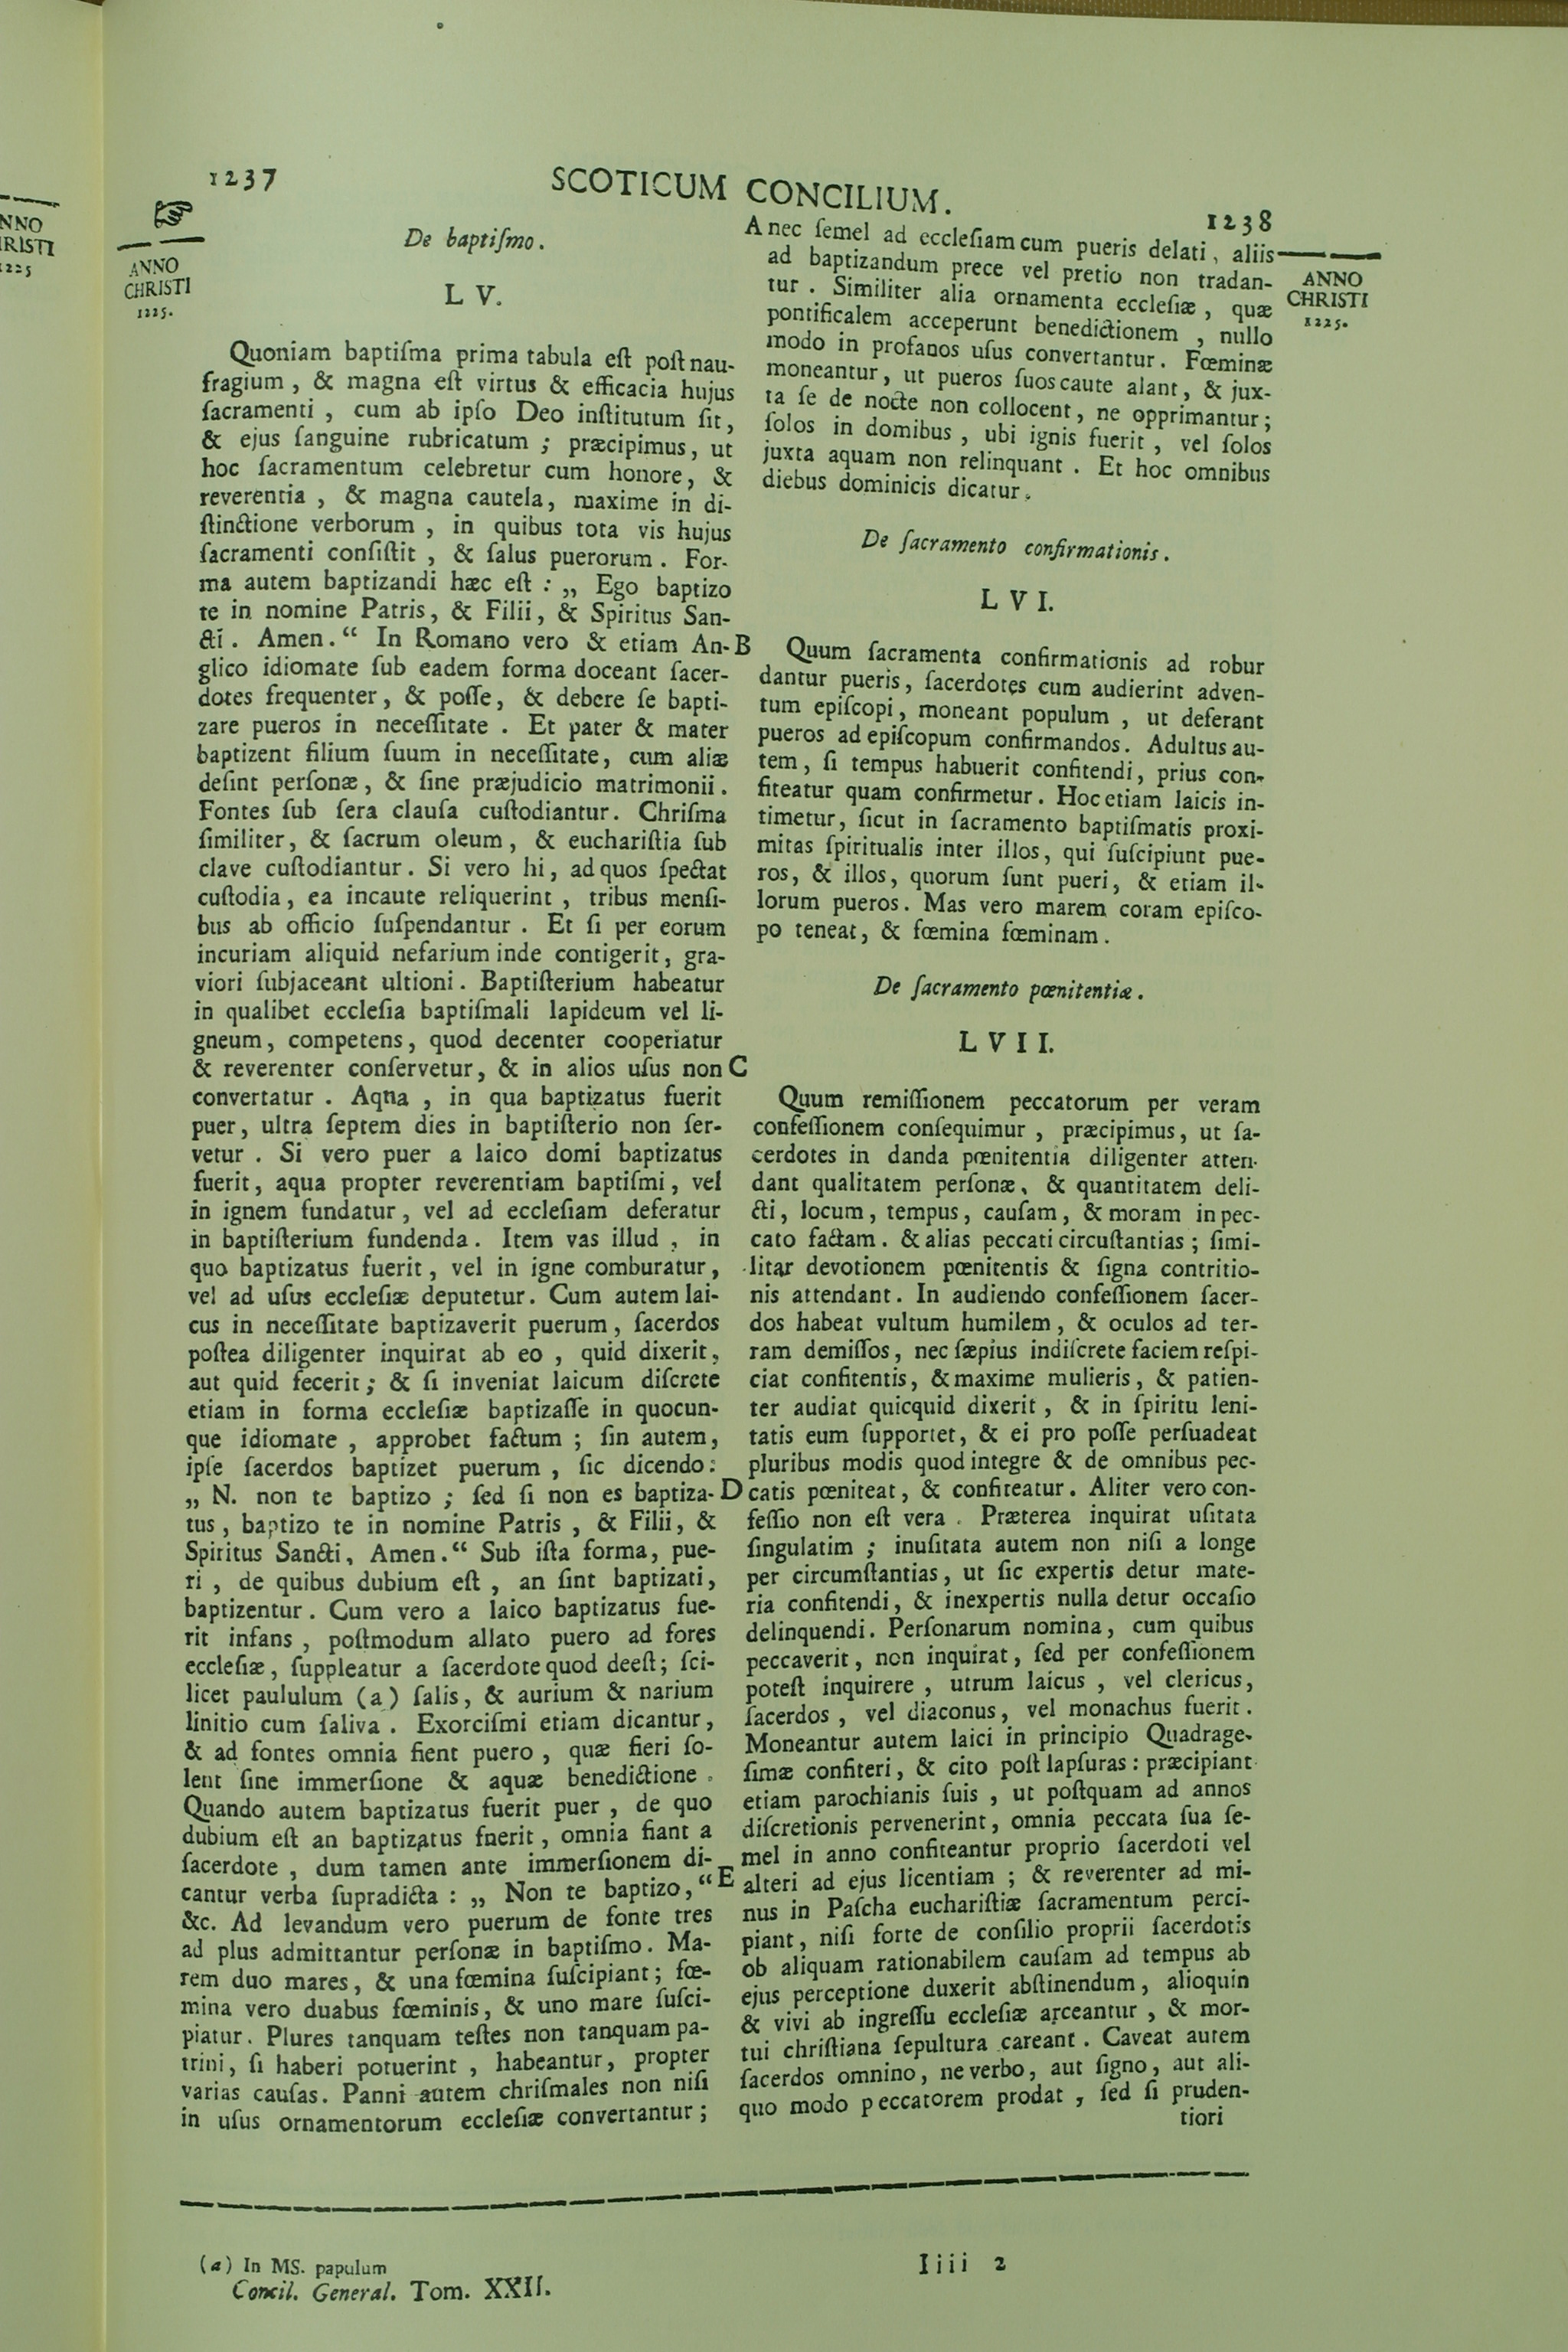 NNO
RISTI
1225
1237
SCOTICUM CONCILIUM.
1238
ANNO
CHRISTI
1225.
De baptiſmo.
L V.
Quoniam baptiſma prima tabula eſt poſt nau-
fragium, & magna eſt virtus & efficacia hujus
ſacramenti, cum ab ipſo Deo inſtitutum ſit,
& ejus ſanguine rubricatum; præcipimus, ut
hoc ſacramentum celebretur cum honore, &
reverentia, & magna cautela, maxime in di-
ſtinctione verborum, in quibus tota vis hujus
ſacramenti conſiſtit, & ſalus puerorum. For-
ma autem baptizandi hæc eſt: „ Ego baptizo
te in nomine Patris, & Filii, & Spiritus San-
cti. Amen.“ In Romano vero & etiam An-
glico idiomate ſub eadem forma doceant ſacer-
dotes frequenter, & poſſe, & debere ſe bapti-
zare pueros in neceſſitate. Et pater & mater
baptizent filium ſuum in neceſſitate, cum aliæ
deſint perſonæ, & ſine præjudicio matrimonii.
Fontes ſub ſera clauſa cuſtodiantur. Chriſma
ſimiliter, & ſacrum oleum, & euchariſtia ſub
clave cuſtodiantur. Si vero hi, ad quos ſpectat
cuſtodia, ea incaute reliquerint, tribus menſi-
bus ab officio ſuſpendantur. Et ſi per eorum
incuriam aliquid nefarium inde contigerit, gra-
viori ſubjaceant ultioni. Baptiſterium habeatur
in qualibet eccleſia baptiſmali lapideum vel li-
gneum, competens, quod decenter cooperiatur
& reverenter conſervetur, & in alios uſus non
convertatur. Aqna, in qua baptizatus fuerit
puer, ultra ſeptem dies in baptiſterio non ſer-
vetur. Si vero puer a laico domi baptizatus
fuerit, aqua propter reverentiam baptiſmi, vel
in ignem fundatur, vel ad eccleſiam deferatur
in baptiſterium fundenda. Item vas illud, in
quo baptizatus fuerit, vel in igne comburatur,
vel ad uſus eccleſiæ deputetur. Cum autem lai-
cus in neceſſitate baptizaverit puerum, ſacerdos
poſtea diligenter inquirat ab eo, quid dixerit,
aut quid fecerit; & ſi inveniat laicum diſcrete
etiam in forma eccleſiæ baptizaſſe in quocun-
que idiomate, approbet factum; ſin autem,
ipſe ſacerdos baptizet puerum, ſic dicendo:
„ N. non te baptizo; ſed ſi non es baptiza-
tus, baptizo te in nomine Patris, & Filii, &
Spiritus Sancti, Amen.“ Sub iſta forma, pue-
ri, de quibus dubium eſt, an ſint baptizati,
baptizentur. Cum vero a laico baptizatus fue-
rit infans, poſtmodum allato puero ad fores
eccleſiæ, ſuppleatur a ſacerdote quod deeſt; ſci-
licet paululum (a) ſalis, & aurium & narium
linitio cum ſaliva. Exorciſmi etiam dicantur,
& ad fontes omnia fient puero, quæ fieri ſo-
lent ſine immerſione & aquæ benedictione.
Quando autem baptizatus fuerit puer, de quo
dubium eſt an baptizatus fnerit, omnia fiant a
ſacerdote, dum tamen ante immerſionem di-
cantur verba ſupradicta: „ Non te baptizo,“
&c. Ad levandum vero puerum de fonte tres
ad plus admittantur perſonæ in baptiſmo. Ma-
rem duo mares, & una fœmina ſuſcipiant; fœ-
mina vero duabus fœminis, & uno mare ſuſci-
piatur. Plures tanquam teſtes non tanquam pa-
trini, ſi haberi potuerint, habeantur, propter
varias cauſas. Panni autem chriſmales non niſi
in uſus ornamentorum eccleſiæ convertantur;
A
B
C
D
E
nec ſemel ad eccleſiam cum pueris delati, aliis
ad baptizandum prece vel pretio non tradan-
tur. Similiter alia ornamenta eccleſiæ, quæ
pontificalem acceperunt benedictionem, nullo
modo in profanos uſus convertantur. Fœminæ
moneantur, ut pueros ſuos caute alant, & jux-
ta ſe de nocte non collocent, ne opprimantur;
ſolos in domibus, ubi ignis fuerit, vel ſolos
juxta aquam non relinquant. Et hoc omnibus
diebus dominicis dicatur.
ANNO
CHRISTI
1225.
De ſacramento confirmationis.
L V I.
Quum ſacramenta confirmationis ad robur
dantur pueris, ſacerdotes cum audierint adven-
tum epiſcopi, moneant populum, ut deferant
pueros ad epiſcopum confirmandos. Adultus au-
tem, ſi tempus habuerit confitendi, prius con-
fiteatur quam confirmetur. Hoc etiam laicis in-
timetur, ſicut in ſacramento baptiſmatis proxi-
mitas ſpiritualis inter illos, qui ſuſcipiunt pue-
ros, & illos, quorum ſunt pueri, & etiam il-
lorum pueros. Mas vero marem coram epiſco-
po teneat, & fœmina fœminam.
De ſacramento pœnitentiæ.
L V I I.
Quum remiſſionem peccatorum per veram
confeſſionem conſequimur, præcipimus, ut ſa-
cerdotes in danda pœnitentia diligenter atten-
dant qualitatem perſonæ, & quantitatem deli-
cti, locum, tempus, cauſam, & moram in pec-
cato factam. & alias peccati circuſtantias; ſimi-
litar devotionem pœnitentis & ſigna contritio-
nis attendant. In audiendo confeſſionem ſacer-
dos habeat vultum humilem, & oculos ad ter-
ram demiſſos, nec ſæpius indiſcrete faciem reſpi-
ciat confitentis, & maxime mulieris, & patien-
ter audiat quicquid dixerit, & in ſpiritu leni-
tatis eum ſupportet, & ei pro poſſe perſuadeat
pluribus modis quod integre & de omnibus pec-
catis pœniteat, & confiteatur. Aliter vero con-
feſſio non eſt vera. Præterea inquirat uſitata
ſingulatim; inuſitata autem non niſi a longe
per circumſtantias, ut ſic expertis detur mate-
ria confitendi, & inexpertis nulla detur occaſio
delinquendi. Perſonarum nomina, cum quibus
peccaverit, non inquirat, ſed per confeſſionem
poteſt inquirere, utrum laicus, vel clericus,
ſacerdos, vel diaconus, vel monachus fuerit.
Moneantur autem laici in principio Quadrage-
ſimæ confiteri, & cito poſt lapſuras: præcipiant
etiam parochianis ſuis, ut poſtquam ad annos
diſcretionis pervenerint, omnia peccata ſua ſe-
mel in anno confiteantur proprio ſacerdoti vel
alteri ad ejus licentiam; & reverenter ad mi-
nus in Paſcha euchariſtiæ ſacramentum perci-
piant, niſi forte de conſilio proprii ſacerdotis
ob aliquam rationabilem cauſam ad tempus ab
ejus perceptione duxerit abſtinendum, alioquin
& vivi ab ingreſſu eccleſiæ arceantur, & mor-
tui chriſtiana ſepultura careant. Caveat autem
ſacerdos omnino, ne verbo, aut ſigno, aut ali-
quo modo peccatorem prodat, ſed ſi pruden-
tiori
(a) In MS. papulum
Concil. General. Tom. XXII.
Iiii 2